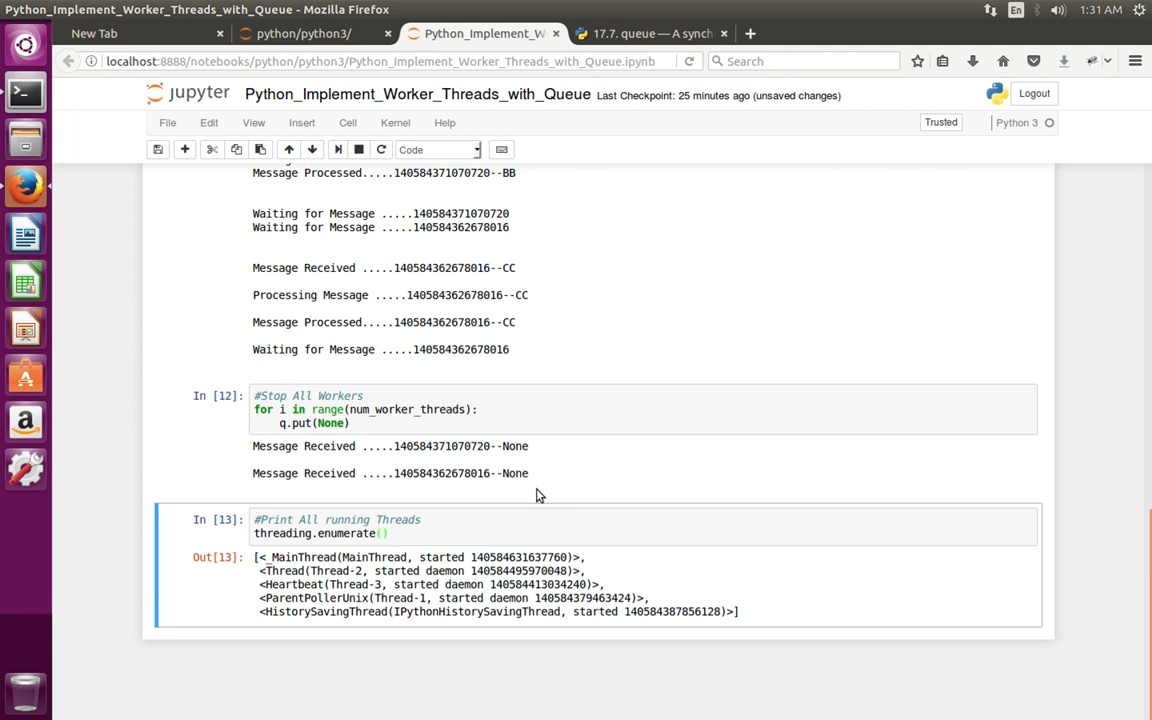 Python_Implement_Worker_Threads_with_Queue - Mozilla Firefox
En
1:31 AM
New Tab
python/python3/
Python_Implement_W
17.7. queue — A synch
localhost:8888/notebooks/python/python3/Python_Implement_Worker_Threads_with_Queue.ipynb
Search
jupyter
Python_Implement_Worker_Threads_with_Queue
Last Checkpoint: 25 minutes ago (unsaved changes)
Logout
File Edit View Insert Cell Kernel Help
Trusted
Python 3
Code
Message Processed.....140584371070720--BB
Waiting for Message .....140584371070720
Waiting for Message .....140584362678016
Message Received .....140584362678016--CC
Processing Message .....140584362678016--CC
Message Processed.....140584362678016--CC
Waiting for Message .....140584362678016
In [12]: #Stop All Workers
for i in range(num_worker_threads):
    q.put(None)
Message Received .....140584371070720--None
Message Received .....140584362678016--None
In [13]: #Print All running Threads
threading.enumerate()
Out[13]: [<_MainThread(MainThread, started 140584631637760)>,
 <Thread(Thread-2, started daemon 140584495970048)>,
 <Heartbeat(Thread-3, started daemon 140584413034240)>,
 <ParentPollerUnix(Thread-1, started daemon 140584379463424)>,
 <HistorySavingThread(IPythonHistorySavingThread, started 140584387856128)>]